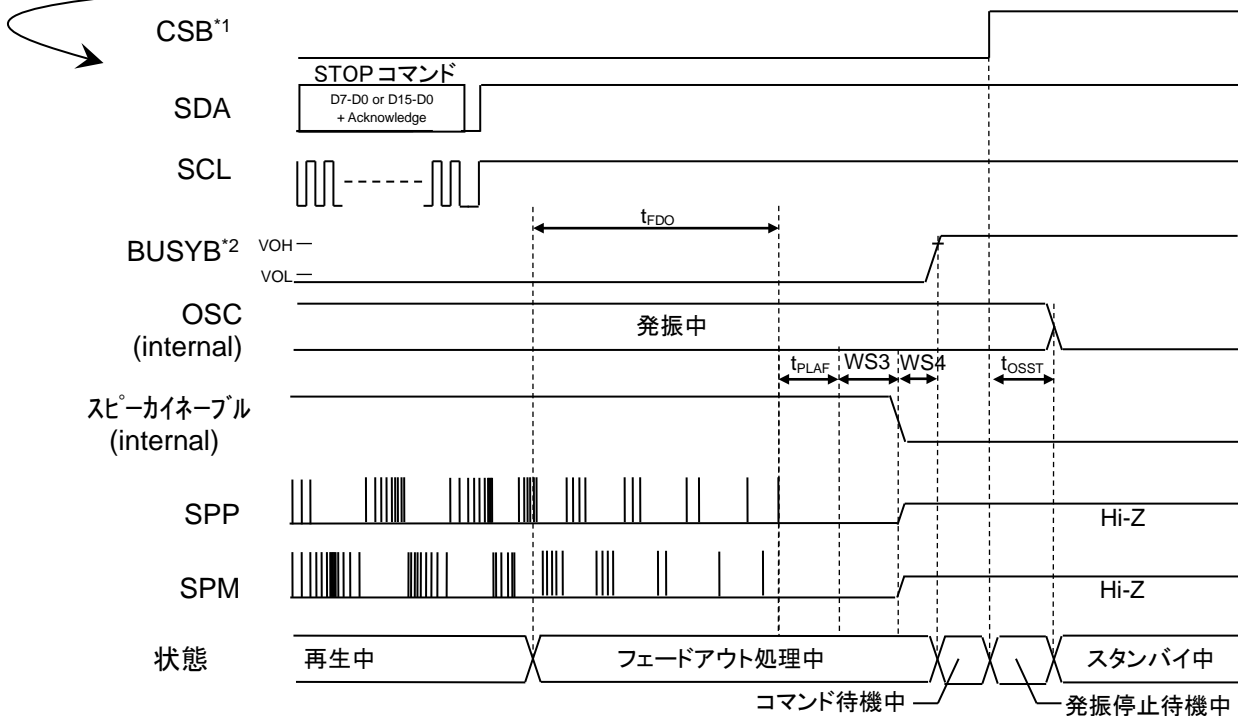 CSB*1
STOPコマンド
SDA
D7-D0 or D15-D0
+ Acknowledge
SCL
tFDO
BUSYB*2
VOH
VOL
OSC
(internal)
発振中
tPLAF
WS3
WS4
tOSST
スピーカイネーブル
(internal)
SPP
Hi-Z
SPM
Hi-Z
状態
再生中
フェードアウト処理中
スタンバイ中
コマンド待機中
発振停止待機中